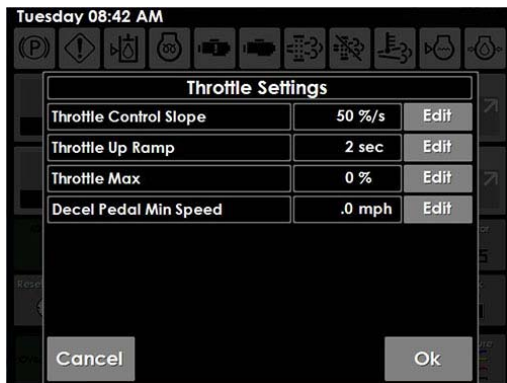 Tuesday 08:42 AM
Throttle Settings
Throttle Control Slope 50 %/s Edit
Throttle Up Ramp 2 sec Edit
Throttle Max 0 % Edit
Decel Pedal Min Speed .0 mph Edit
Cancel Ok